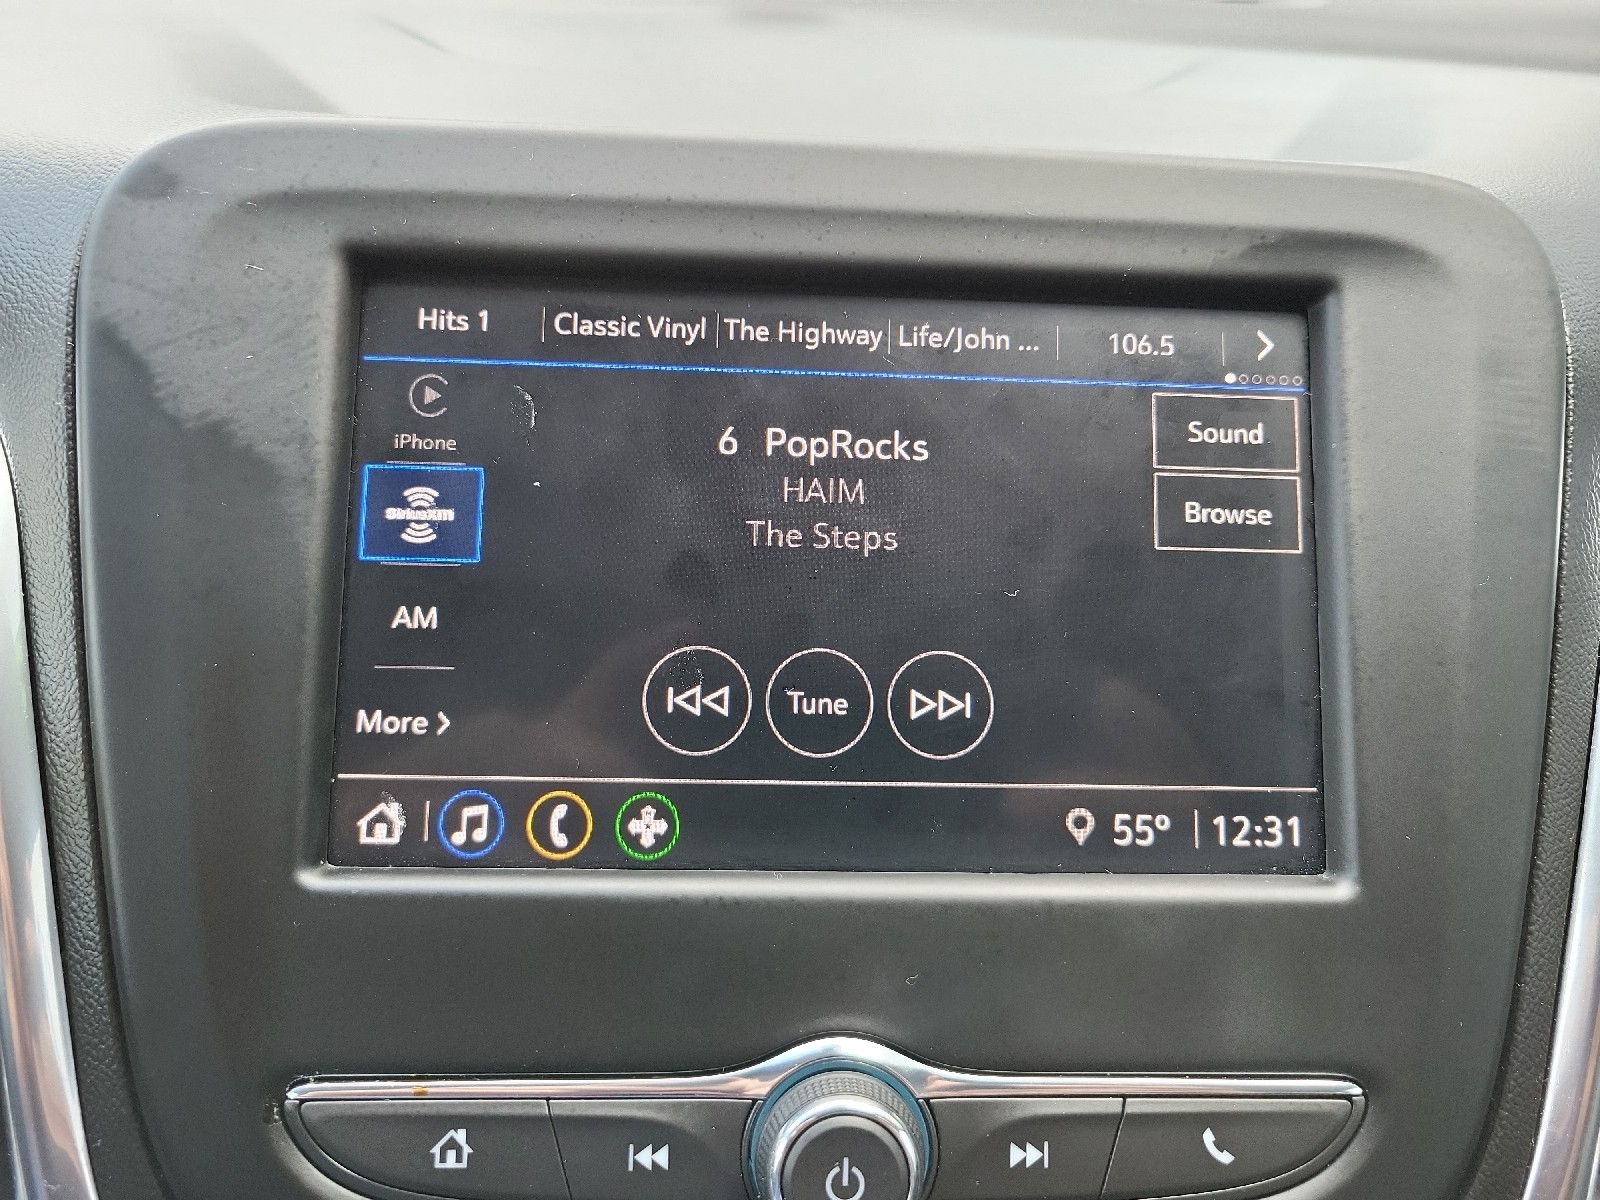 Hits 1 Classic Vinyl The Highway Life/John ... 106.5
iPhone
SiriusXM
AM
More
6 PopRocks
HAIM
The Steps
Sound
Browse
Tune
55° 12:31